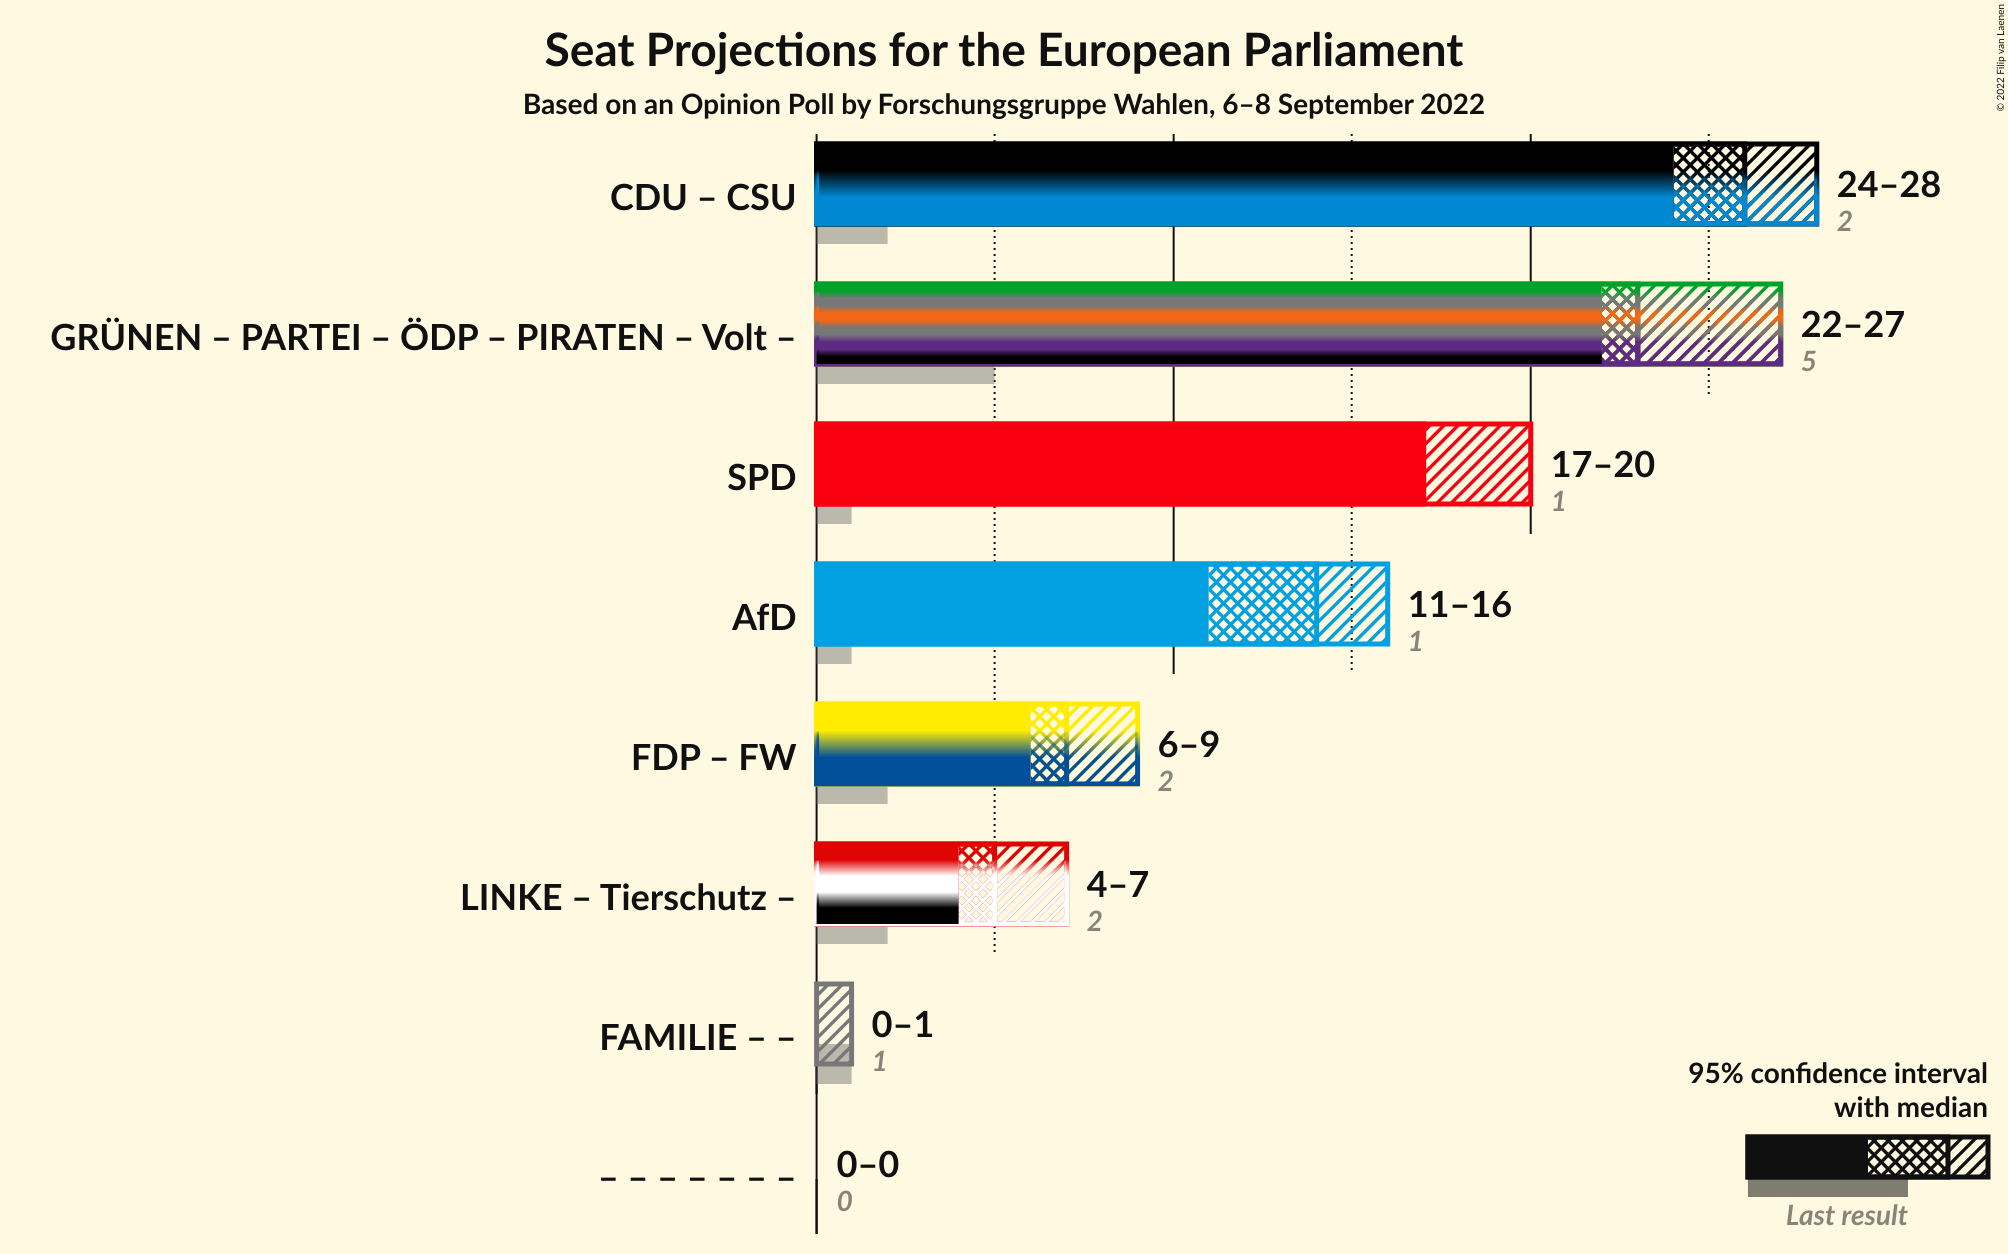 Seat Projections for the European Parliament
Based on an Opinion Poll by Forschungsgruppe Wahlen, 6–8 September 2022
© 2022 Filip van Laenen
CDU – CSU
24–28
2
GRÜNEN – PARTEI – ÖDP – PIRATEN – Volt –
22–27
5
SPD
17–20
1
AfD
11–16
1
FDP – FW
6–9
2
LINKE – Tierschutz –
4–7
2
FAMILIE – –
0–1
1
– – – – – – –
0–0
0
95% confidence interval
with median
Last result